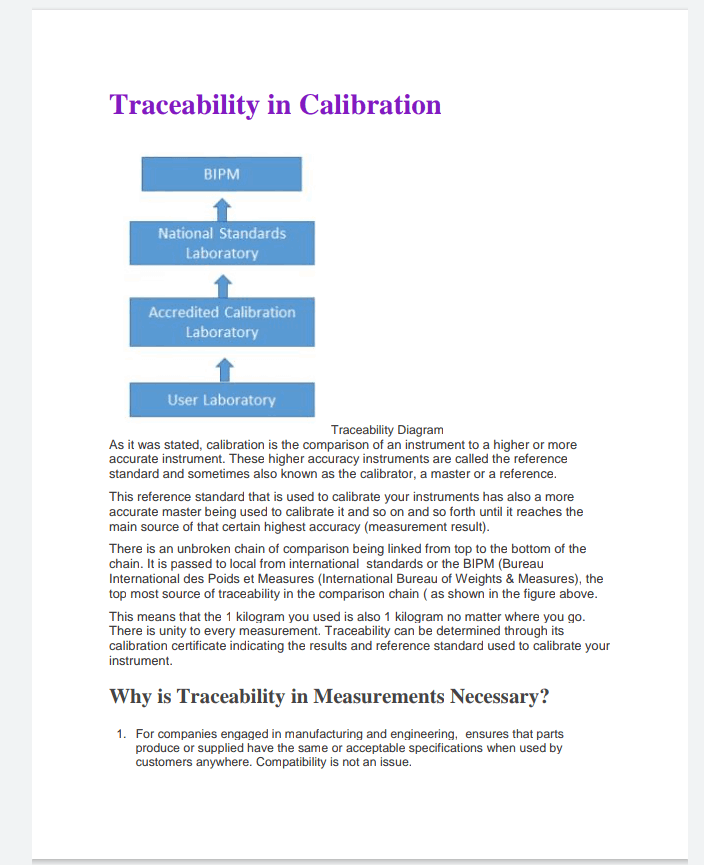 Traceability in Calibration
BIPM
National Standards
Laboratory
Accredited Calibration
Laboratory
User Laboratory
Traceability Diagram
As it was stated, calibration is the comparison of an instrument to a higher or more
accurate instrument. These higher accuracy instruments are called the reference
standard and sometimes also known as the calibrator, a master or a reference.
This reference standard that is used to calibrate your instruments has also a more
accurate master being used to calibrate it and so on and so forth until it reaches the
main source of that certain highest accuracy (measurement result).
There is an unbroken chain of comparison being linked from top to the bottom of the
chain. It is passed to local from international  standards or the BIPM (Bureau
International des Poids et Measures (International Bureau of Weights & Measures), the
top most source of traceability in the comparison chain ( as shown in the figure above.
This means that the 1 kilogram you used is also 1 kilogram no matter where you go.
There is unity to every measurement. Traceability can be determined through its
calibration certificate indicating the results and reference standard used to calibrate your
instrument.
Why is Traceability in Measurements Necessary?
1. For companies engaged in manufacturing and engineering,  ensures that parts
produce or supplied have the same or acceptable specifications when used by
customers anywhere. Compatibility is not an issue.